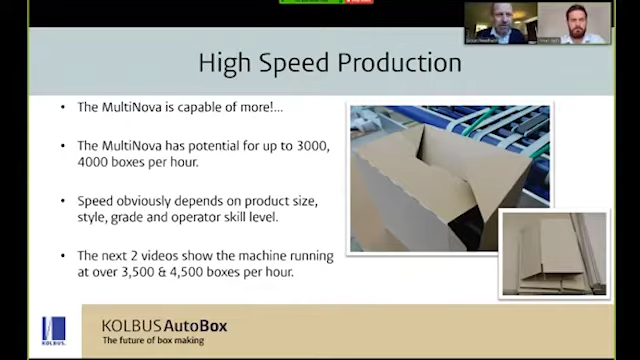 High Speed Production
• The MultiNova is capable of more!...
• The MultiNova has potential for up to 3000,
4000 boxes per hour.
• Speed obviously depends on product size,
style, grade and operator skill level.
• The next 2 videos show the machine running
at over 3,500 & 4,500 boxes per hour.
KOLBUS.
KOLBUS AutoBox
The future of box making